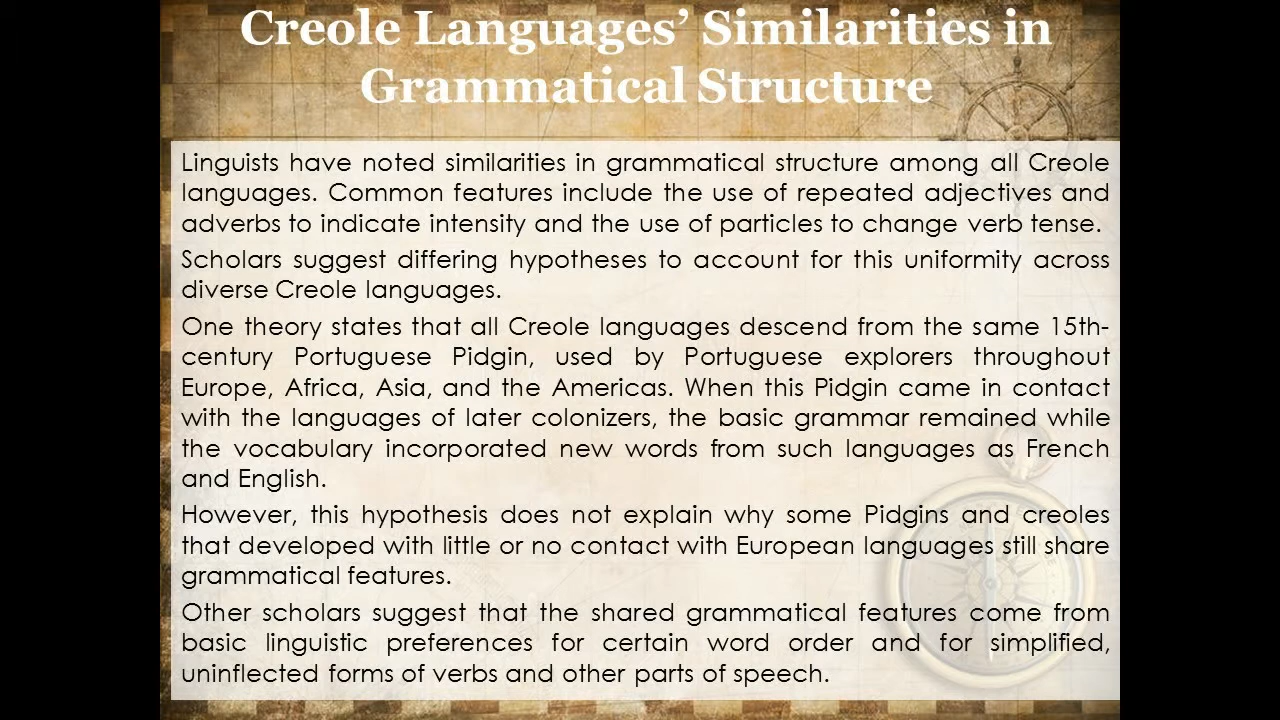 Creole Languages’ Similarities in
Grammatical Structure
Linguists have noted similarities in grammatical structure among all Creole
languages. Common features include the use of repeated adjectives and
adverbs to indicate intensity and the use of particles to change verb tense.
Scholars suggest differing hypotheses to account for this uniformity across
diverse Creole languages.
One theory states that all Creole languages descend from the same 15th-
century Portuguese Pidgin, used by Portuguese explorers throughout
Europe, Africa, Asia, and the Americas. When this Pidgin came in contact
with the languages of later colonizers, the basic grammar remained while
the vocabulary incorporated new words from such languages as French
and English.
However, this hypothesis does not explain why some Pidgins and creoles
that developed with little or no contact with European languages still share
grammatical features.
Other scholars suggest that the shared grammatical features come from
basic linguistic preferences for certain word order and for simplified,
uninflected forms of verbs and other parts of speech.